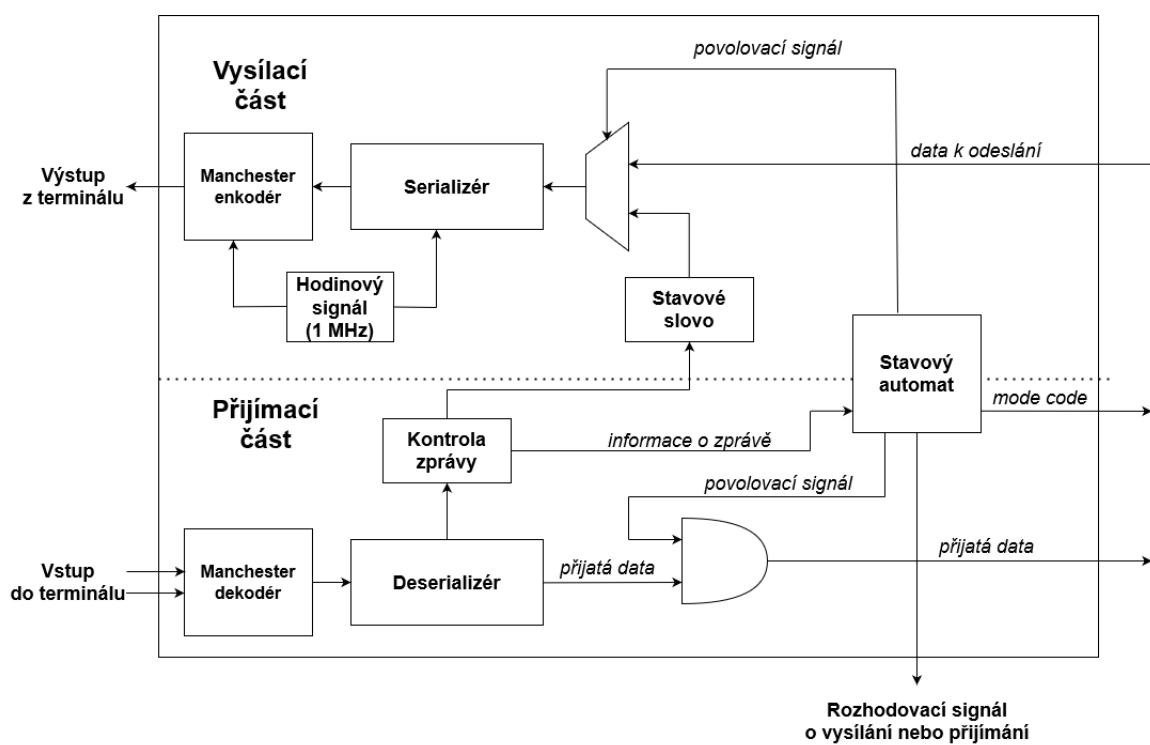 povolovací signál
Vysílací
část
data k odeslání
Výstup
z terminálu
Manchester
enkodér
Serializér
Hodinový
signál
(1 MHz)
Stavové
slovo
Stavový
automat
Přijímací
část
mode code
Kontrola
zprávy
informace o zprávě
povolovací signál
Vstup
do terminálu
Manchester
dekodér
Deserializér
přijatá data
přijatá data
Rozhodovací signál
o vysílání nebo přijímání